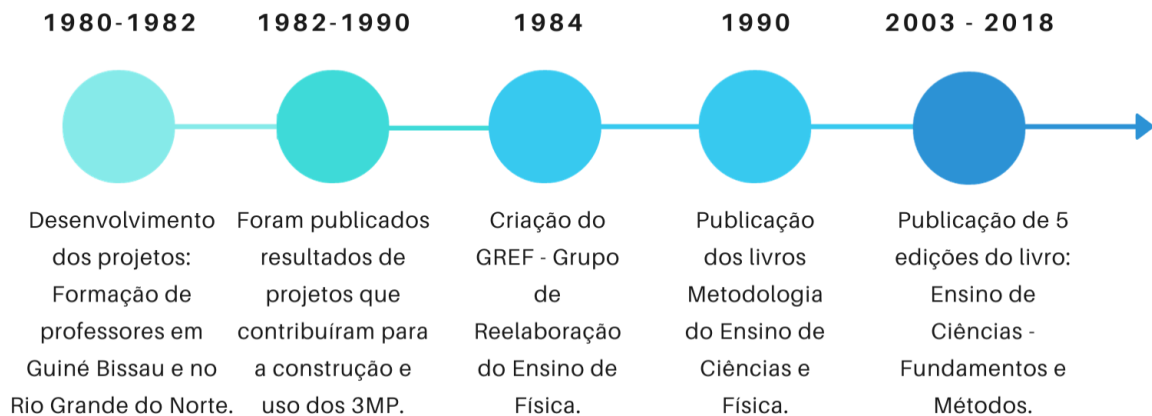 1980-1982
Desenvolvimento
dos projetos:
Formação de
professores em
Guiné Bissau e no
Rio Grande do Norte.
1982-1990
Foram publicados
resultados de
projetos que
contribuíram para
a construção e
uso dos 3MP.
1984
Criação do
GREF - Grupo
de
Reelaboração
do Ensino de
Física.
1990
Publicação
dos livros
Metodologia
do Ensino de
Ciências e
Física.
2003 - 2018
Publicação de 5
edições do livro:
Ensino de
Ciências -
Fundamentos e
Métodos.